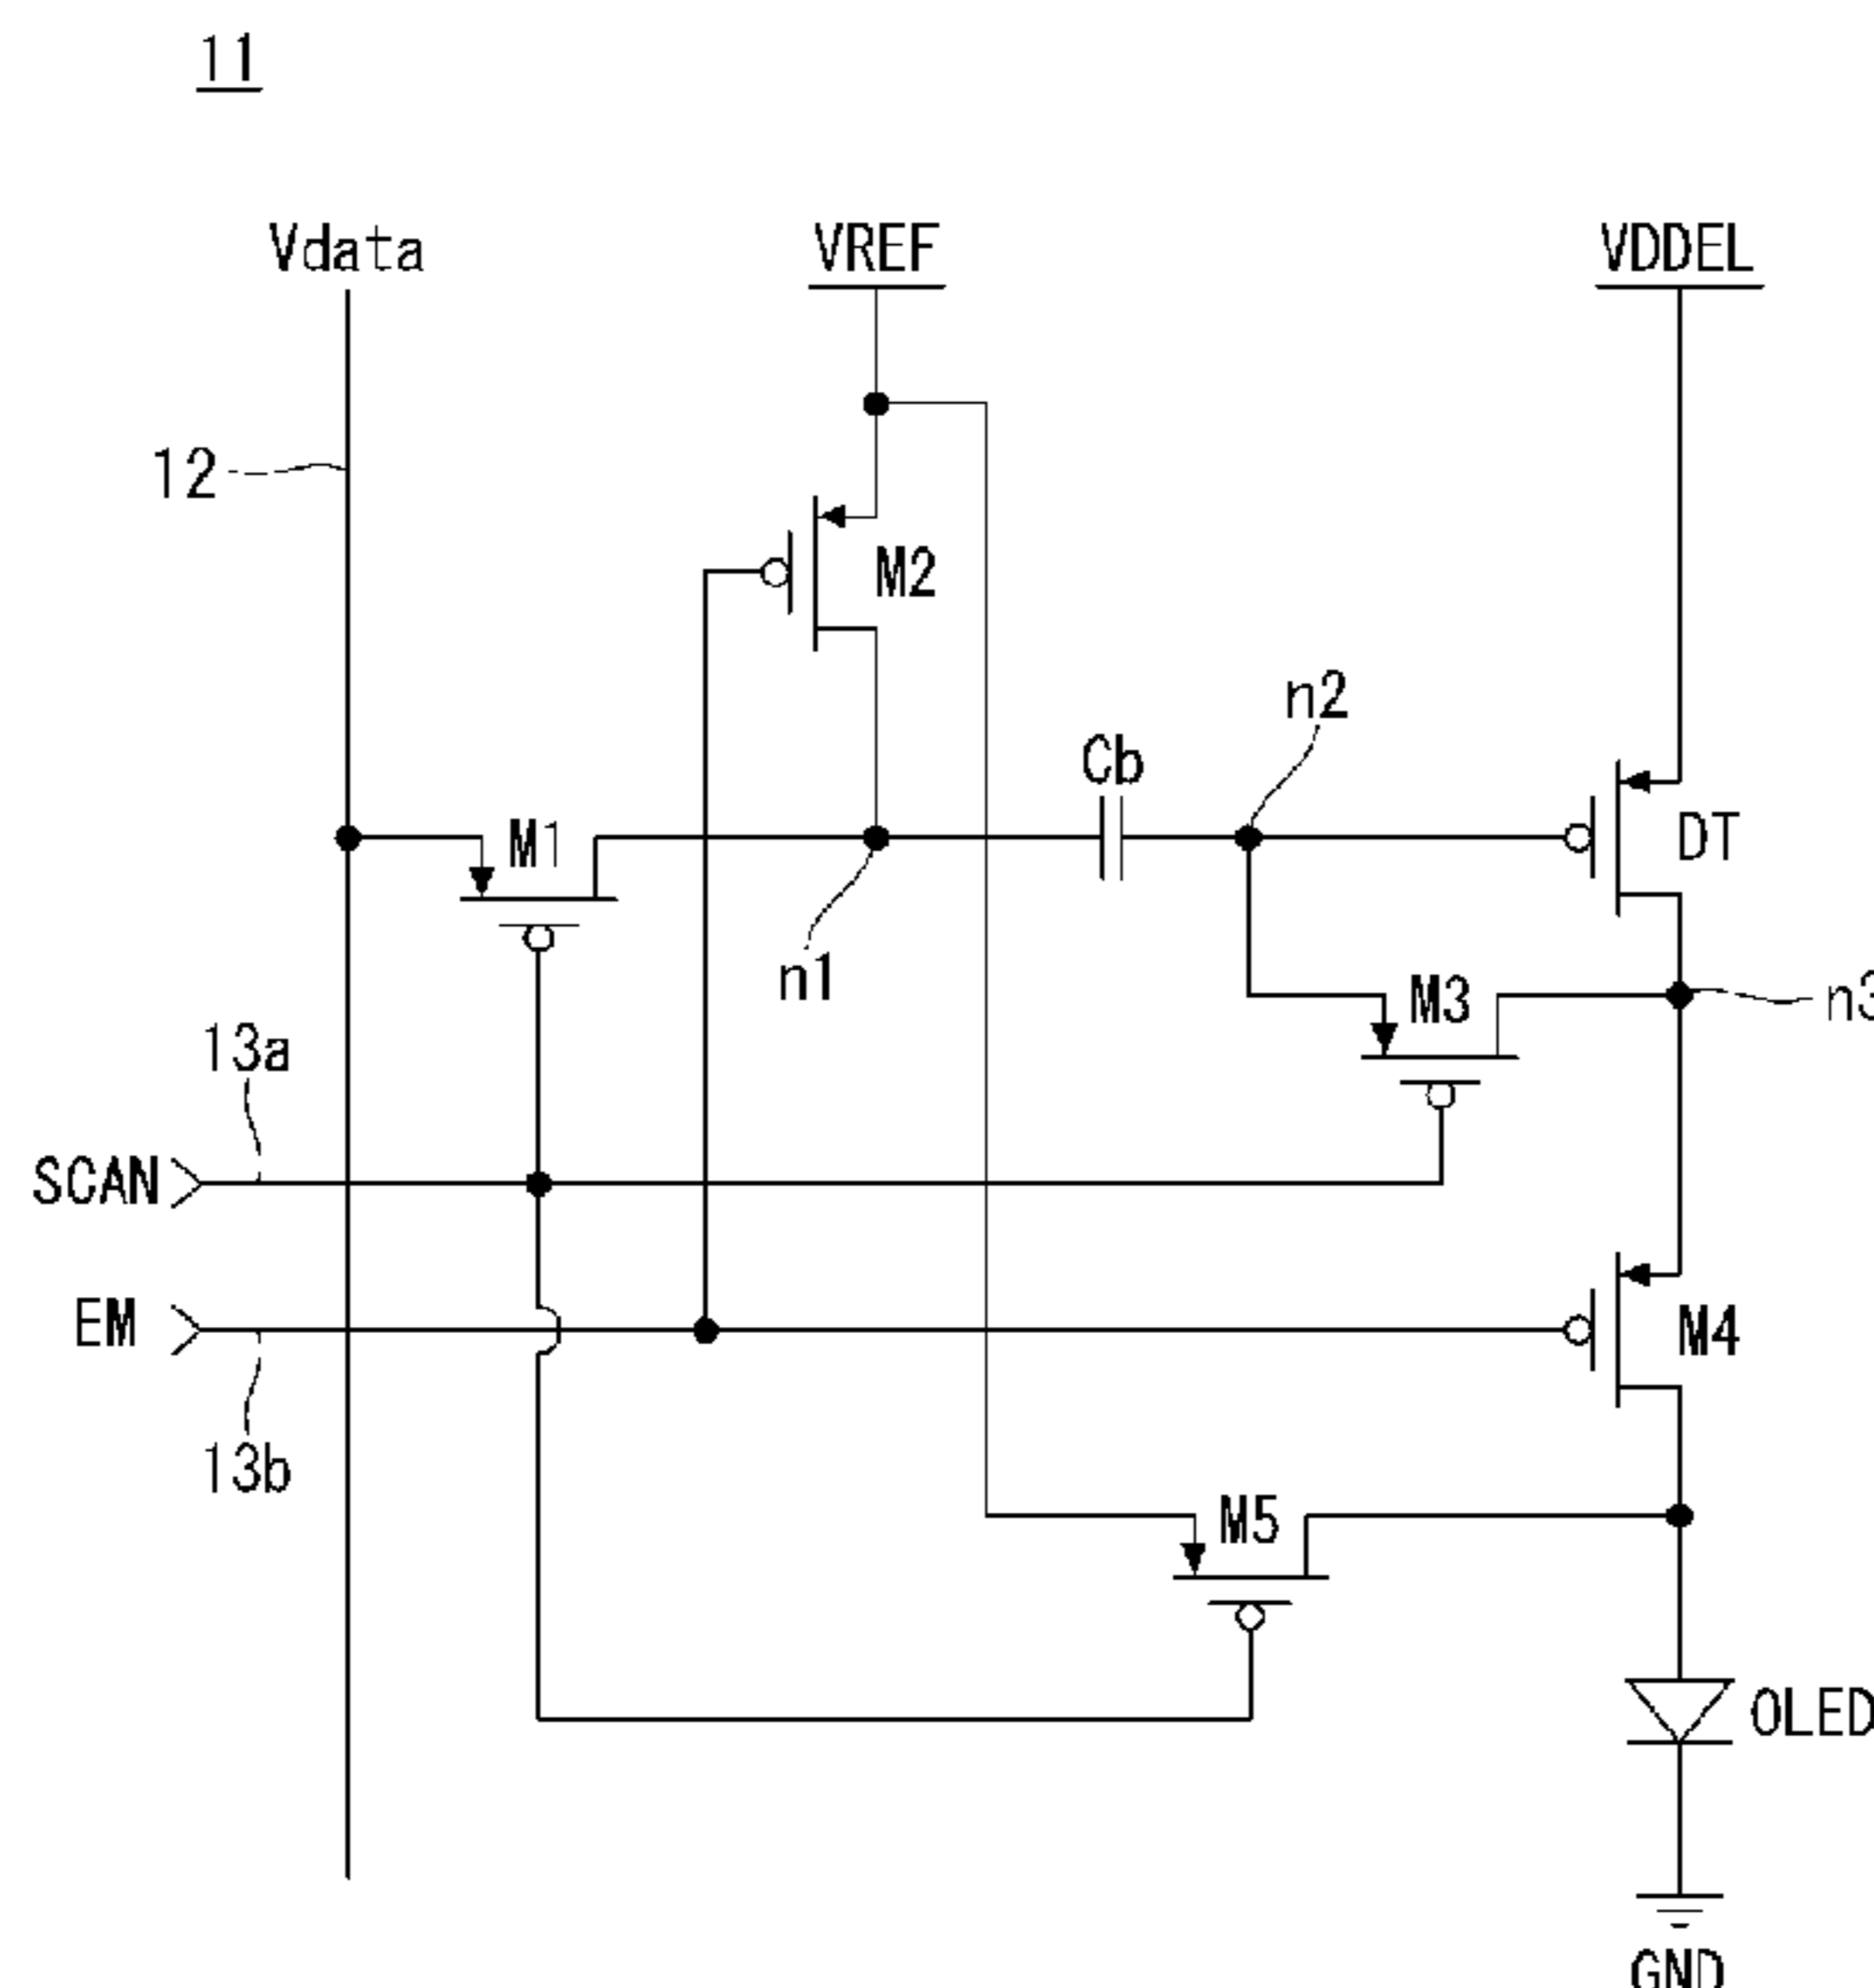 11
Vdata
VREF
VDDEL
12
M2
n2
Cb
M1
DT
n1
M3
n3
13a
SCAN
EM
M4
13b
M5
OLED
GND